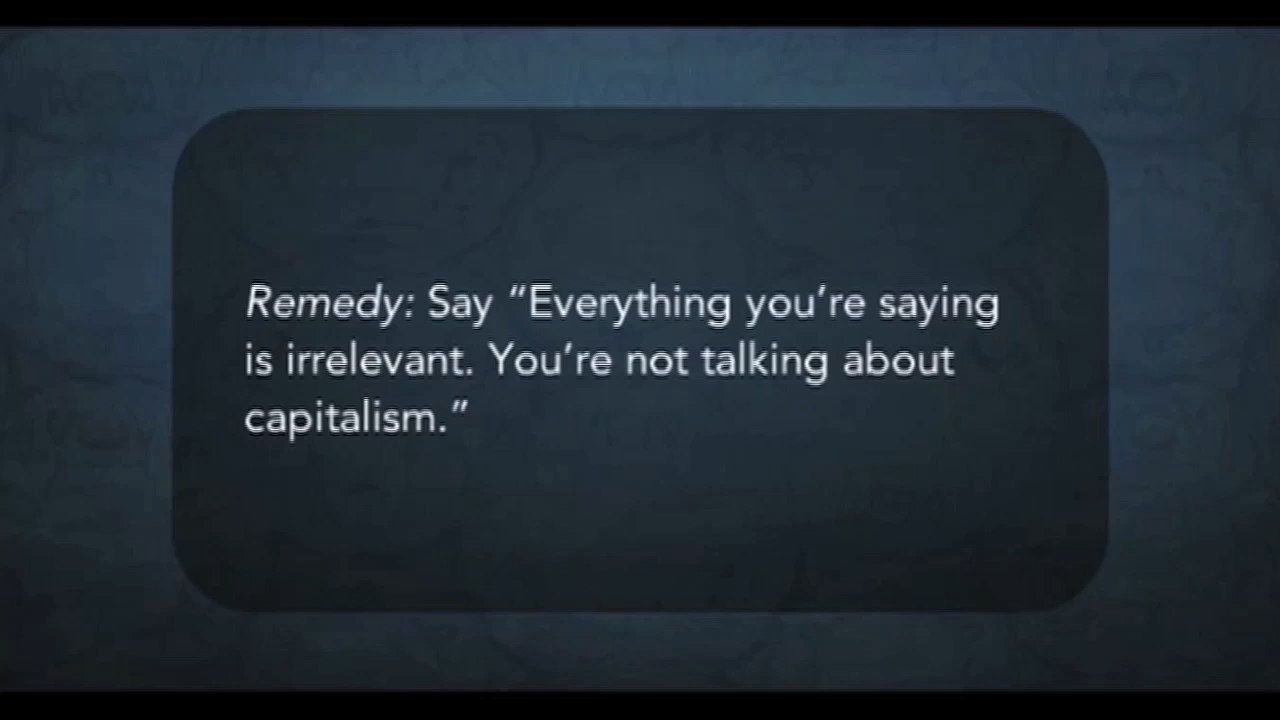 Remedy: Say “Everything you’re saying
is irrelevant. You’re not talking about
capitalism.”